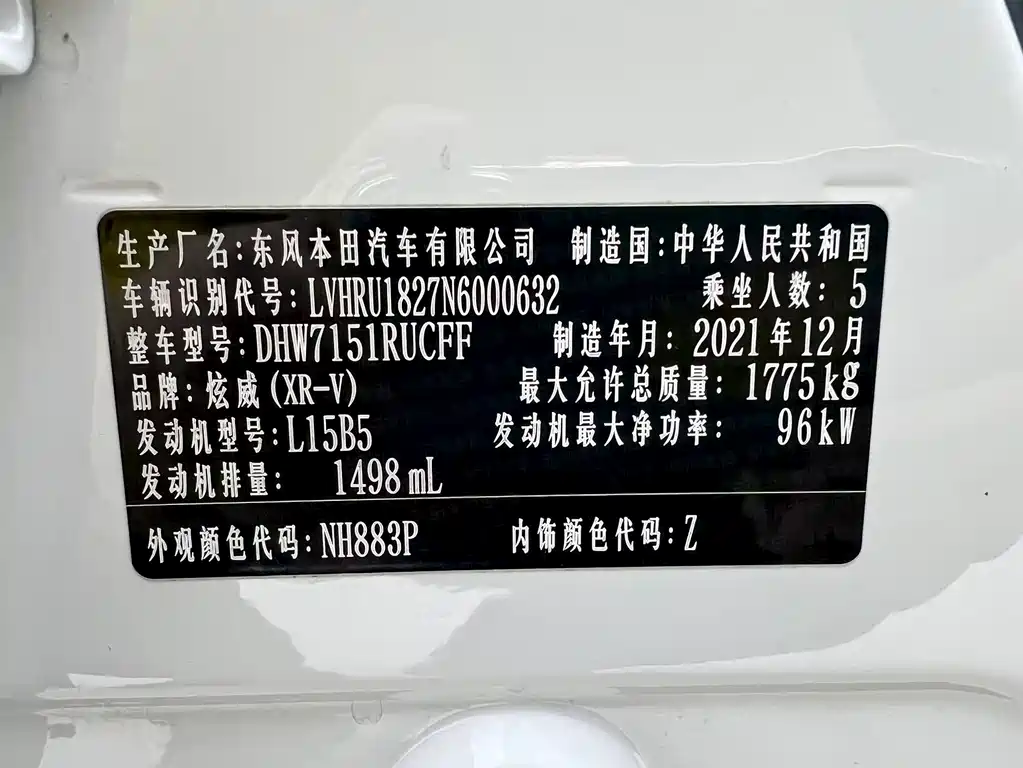 生产厂名:东风本田汽车有限公司 制造国:中华人民共和国
车辆识别代号:LVHRU1827N6000632 乘坐人数:5
整车型号:DHW7151RUCFF 制造年月:2021年12月
品牌:炫威(XR-V) 最大允许总质量:1775kg
发动机型号:L15B5 发动机最大净功率:96kW
发动机排量: 1498mL
外观颜色代码:NH883P 内饰颜色代码:Z